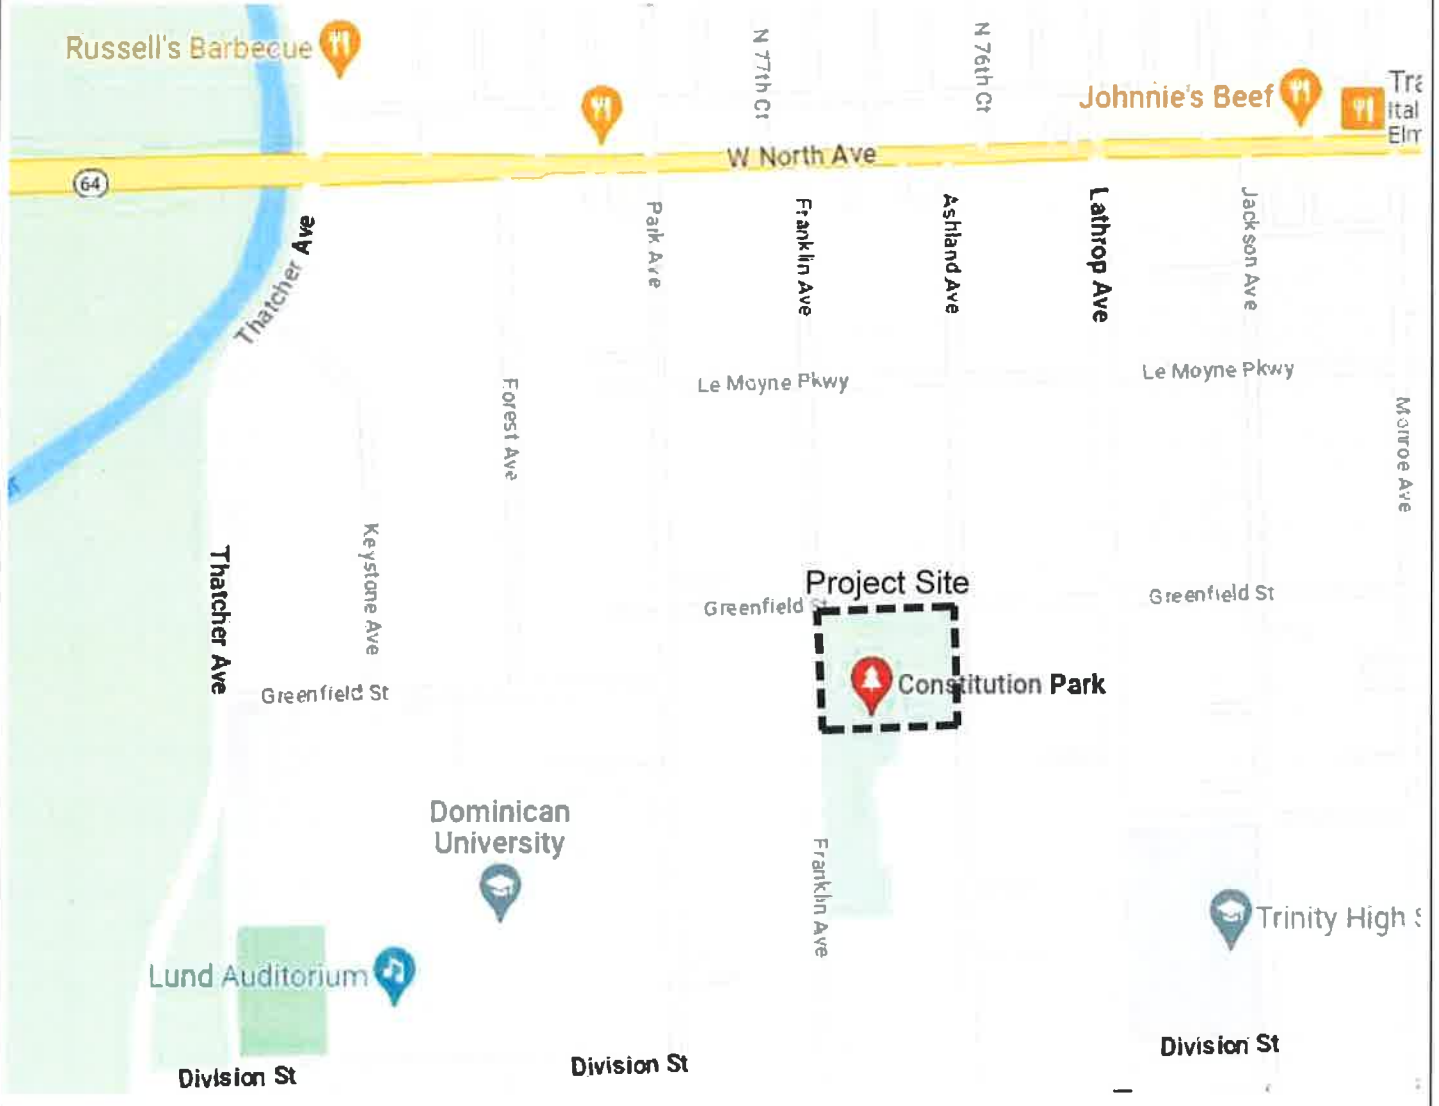 Russell's Barbecue
N 77th Ct
N 76th Ct
Johnnie's Beef
Ital
W North Ave
64
Thatcher Ave
Park Ave
Franklin Ave
Ashland Ave
Lathrop Ave
Jackson Ave
Forest Ave
Le Moyne Pkwy
Le Moyne Pkwy
Monroe Ave
Thatcher Ave
Keystone Ave
Project Site
Greenfield
Greenfield St
Constitution Park
Greenfield St
Dominican
University
Franklin Ave
Trinity High
Lund Auditorium
Division St
Division St
Division St